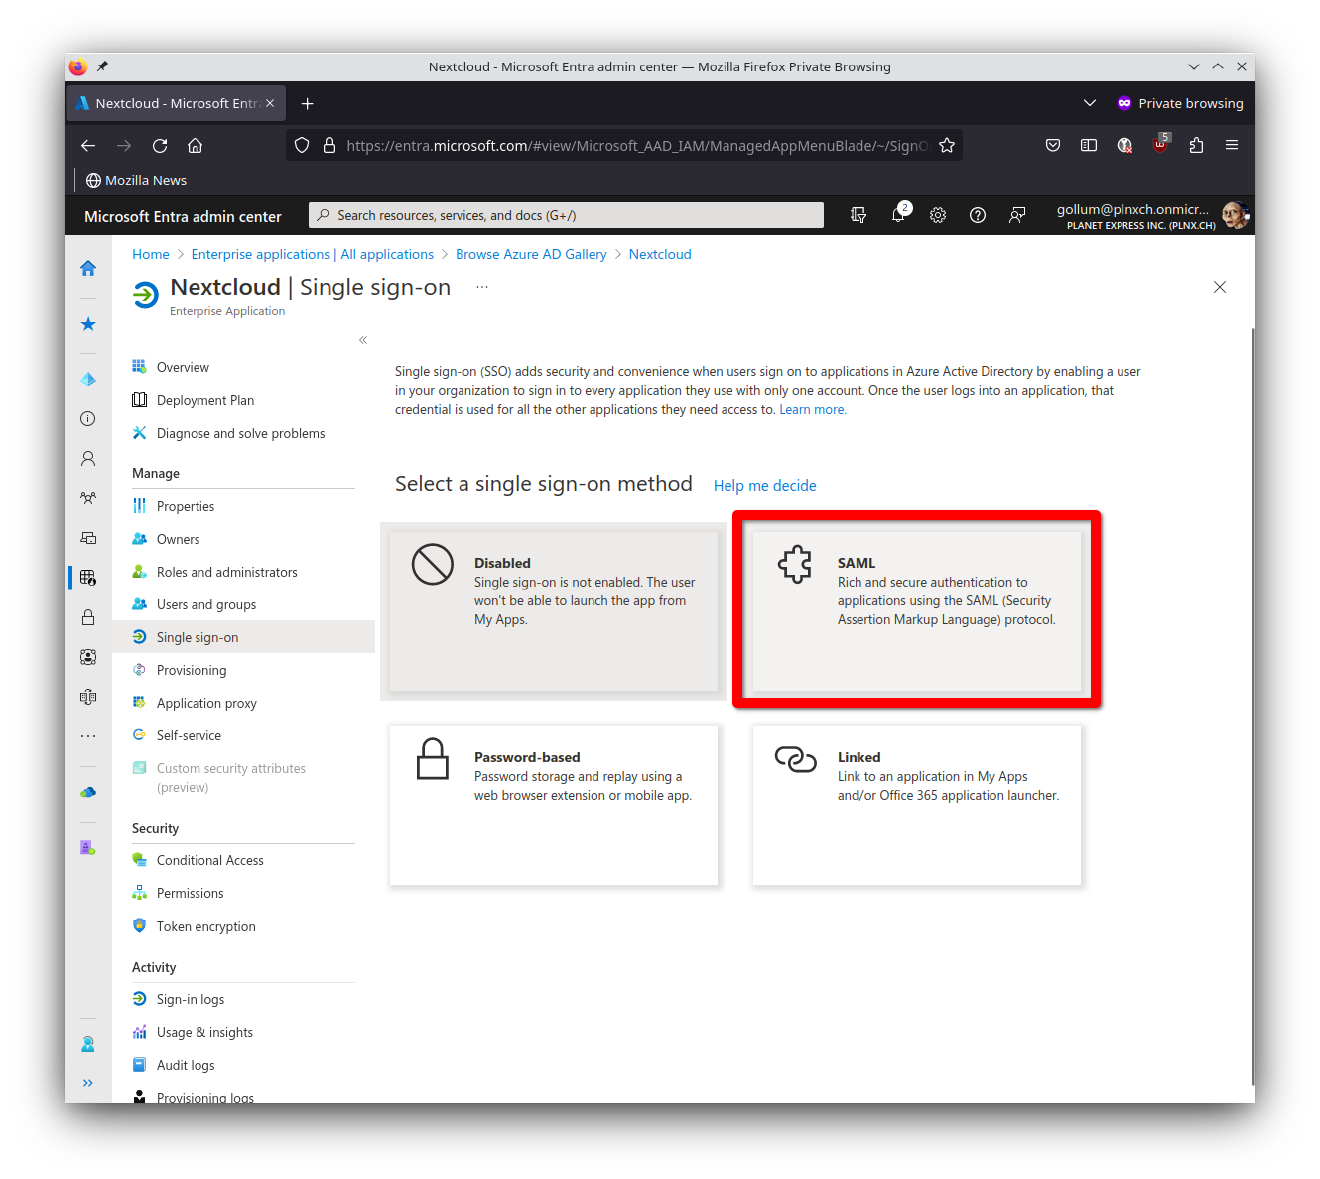 Nextcloud - Microsoft Entra admin center — Mozilla Firefox Private Browsing
Nextcloud - Microsoft Entra
Private browsing
https://entra.microsoft.com/#view/Microsoft_AAD_IAM/ManagedAppMenuBlade/~/SignO
5
Mozilla News
Microsoft Entra admin center
Search resources, services, and docs (G+/)
2
gollum@plnxch.onmicr...
PLANET EXPRESS INC. (PLNX.CH)
Home > Enterprise applications | All applications > Browse Azure AD Gallery > Nextcloud
Nextcloud | Single sign-on ...
Enterprise Application
Overview
Deployment Plan
Diagnose and solve problems
Manage
Properties
Owners
Roles and administrators
Users and groups
Single sign-on
Provisioning
Application proxy
Self-service
Custom security attributes
(preview)
Security
Conditional Access
Permissions
Token encryption
Activity
Sign-in logs
Usage & insights
Audit logs
Provisioning logs
Single sign-on (SSO) adds security and convenience when users sign on to applications in Azure Active Directory by enabling a user
in your organization to sign in to every application they use with only one account. Once the user logs into an application, that
credential is used for all the other applications they need access to. Learn more.
Select a single sign-on method Help me decide
Disabled
Single sign-on is not enabled. The user
won't be able to launch the app from
My Apps.
SAML
Rich and secure authentication to
applications using the SAML (Security
Assertion Markup Language) protocol.
Password-based
Password storage and replay using a
web browser extension or mobile app.
Linked
Link to an application in My Apps
and/or Office 365 application launcher.